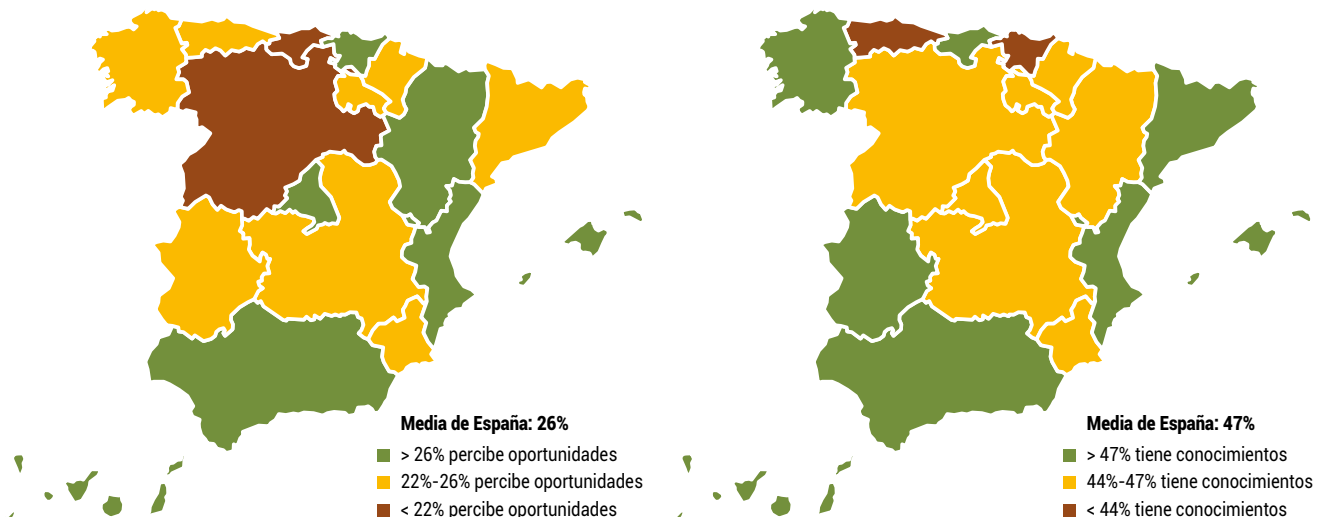 Media de España: 26%
> 26% percibe oportunidades
22%-26% percibe oportunidades
< 22% percibe oportunidades
Media de España: 47%
> 47% tiene conocimientos
44%-47% tiene conocimientos
< 44% tiene conocimientos